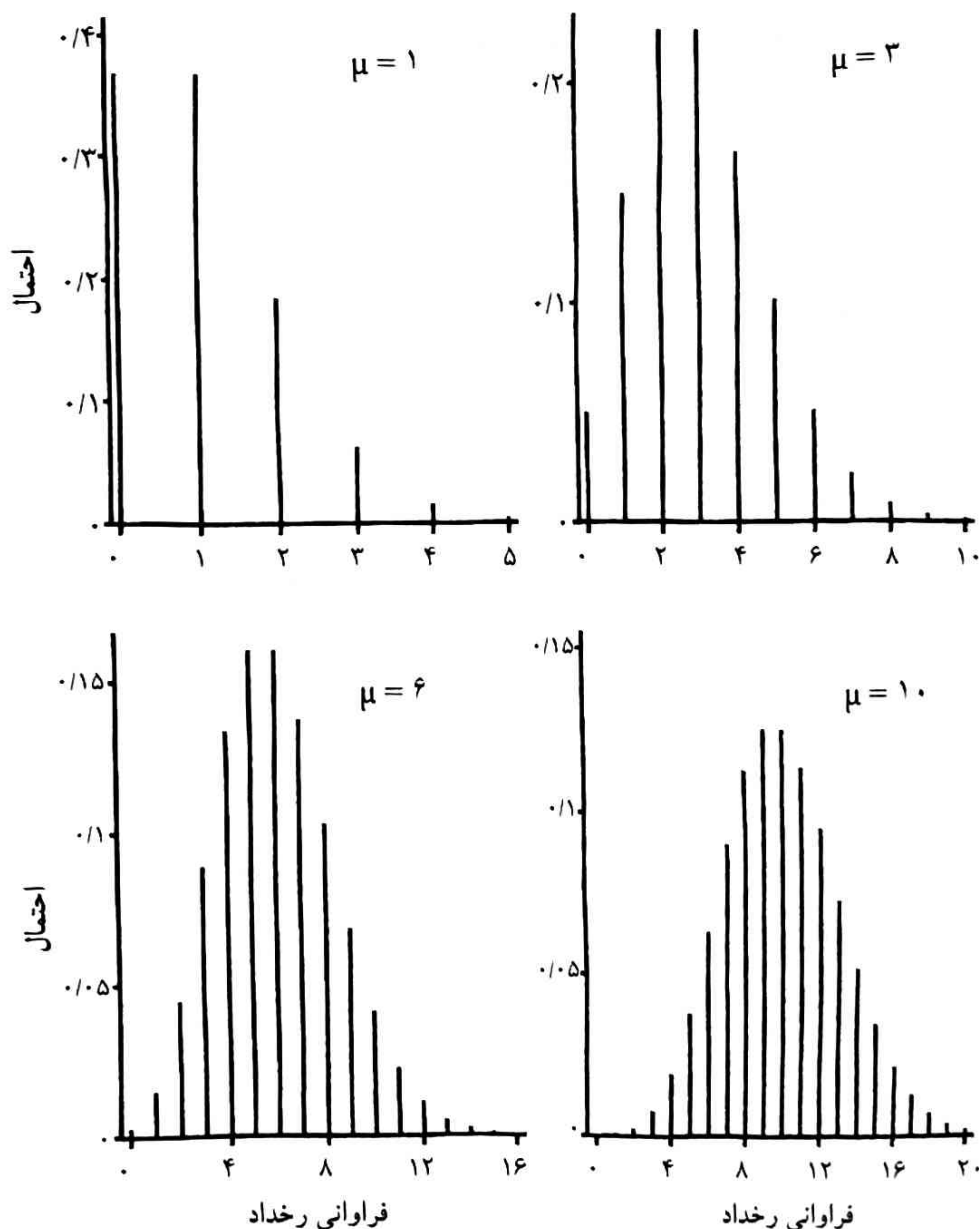 μ = ۱
۰/۴
۰/۳
۰/۲
۰/۱
۰
احتمال
۰ ۱ ۲ ۳ ۴ ۵
μ = ۳
۰/۲
۰/۱
۰
۰ ۲ ۴ ۶ ۸ ۱۰
μ = ۶
۰/۱۵
۰/۱
۰/۰۵
۰
احتمال
۰ ۴ ۸ ۱۲ ۱۶
فراوانی رخداد
μ = ۱۰
۰/۱۵
۰/۱
۰/۰۵
۰
۰ ۴ ۸ ۱۲ ۱۶ ۲۰
فراوانی رخداد